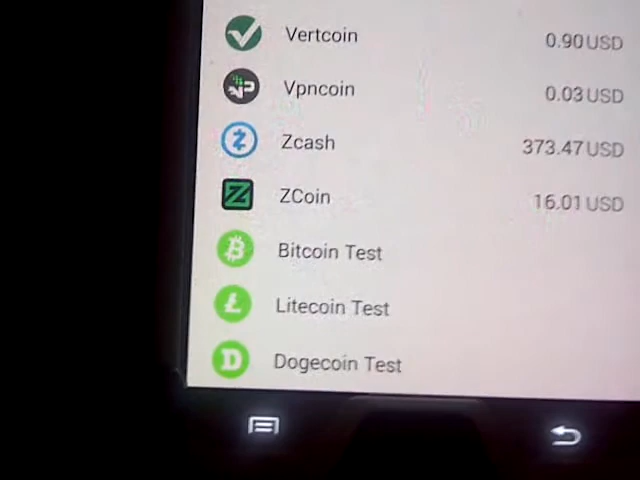 Vertcoin 0.90 USD
Vpncoin 0.03 USD
Zcash 373.47 USD
ZCoin 16.01 USD
Bitcoin Test
Litecoin Test
Dogecoin Test